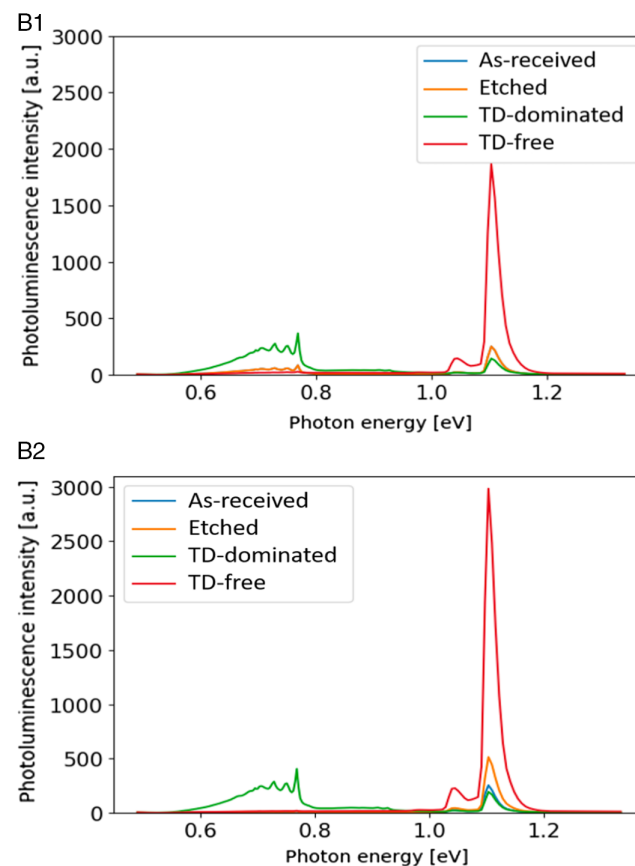 B1
3000
2500
2000
1500
1000
500
0
Photoluminescence intensity [a.u.]
As-received
Etched
TD-dominated
TD-free
0.6 0.8 1.0 1.2
Photon energy [eV]
B2
3000
2500
2000
1500
1000
500
0
Photoluminescence intensity [a.u.]
As-received
Etched
TD-dominated
TD-free
0.6 0.8 1.0 1.2
Photon energy [eV]